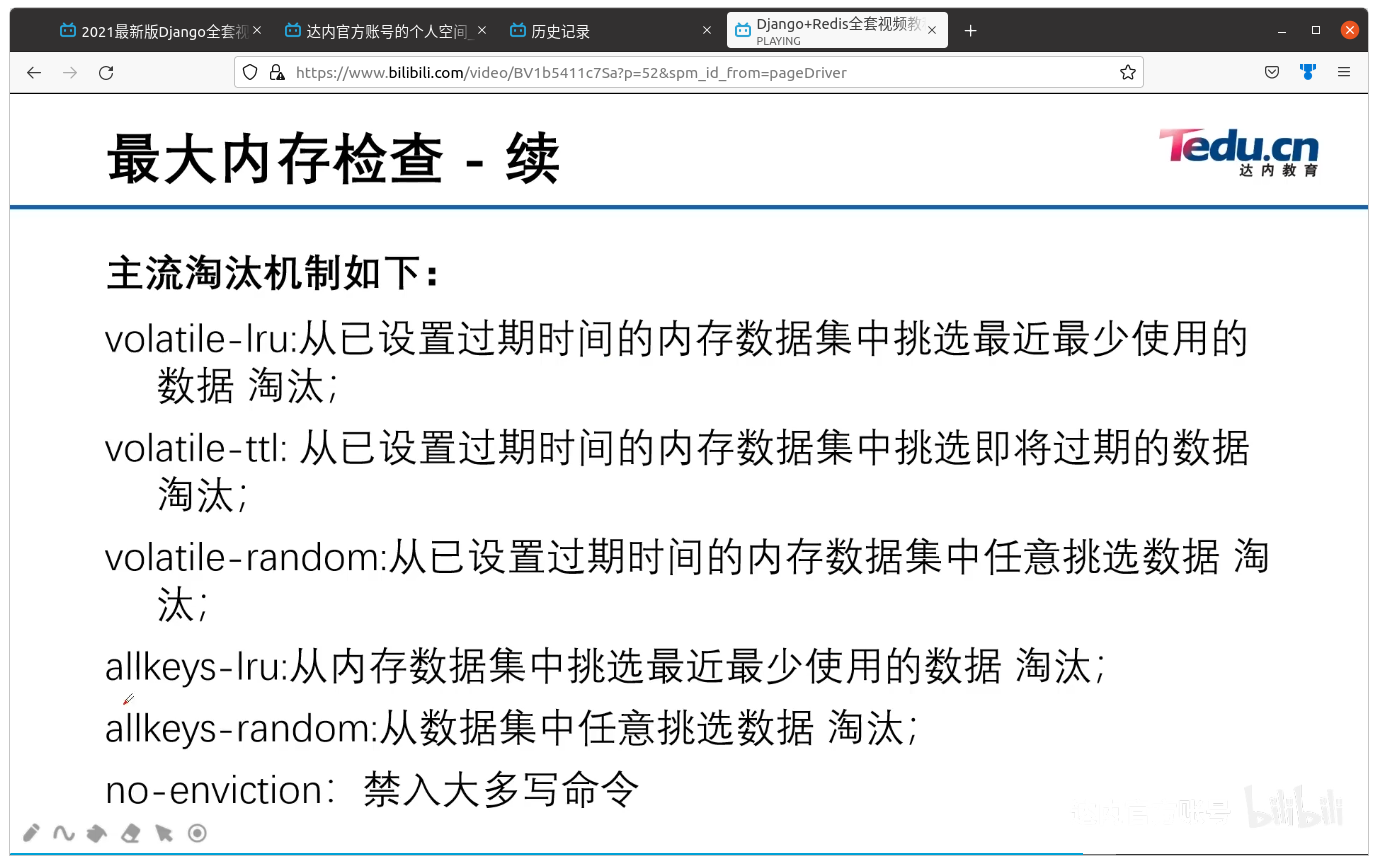 2021最新版Django全套视
达内官方账号的个人空间_
历史记录
Django+Redis全套视频教
PLAYING
https://www.bilibili.com/video/BV1b5411c7Sa?p=52&spm_id_from=pageDriver
最大内存检查 - 续
Tedu.cn
达内教育
主流淘汰机制如下：
volatile-lru:从已设置过期时间的内存数据集中挑选最近最少使用的
数据 淘汰；
volatile-ttl: 从已设置过期时间的内存数据集中挑选即将过期的数据
淘汰；
volatile-random:从已设置过期时间的内存数据集中任意挑选数据 淘
汰；
allkeys-lru:从内存数据集中挑选最近最少使用的数据 淘汰；
allkeys-random:从数据集中任意挑选数据 淘汰；
no-enviction：禁入大多写命令
bilibili